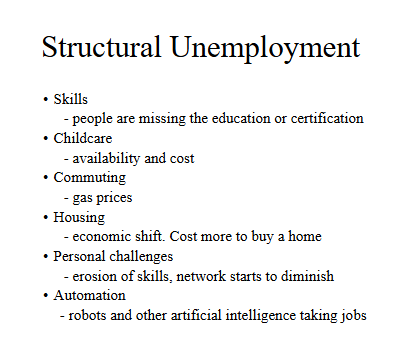 Structural Unemployment
• Skills
- people are missing the education or certification
• Childcare
- availability and cost
• Commuting
- gas prices
• Housing
- economic shift. Cost more to buy a home
• Personal challenges
- erosion of skills, network starts to diminish
• Automation
- robots and other artificial intelligence taking jobs